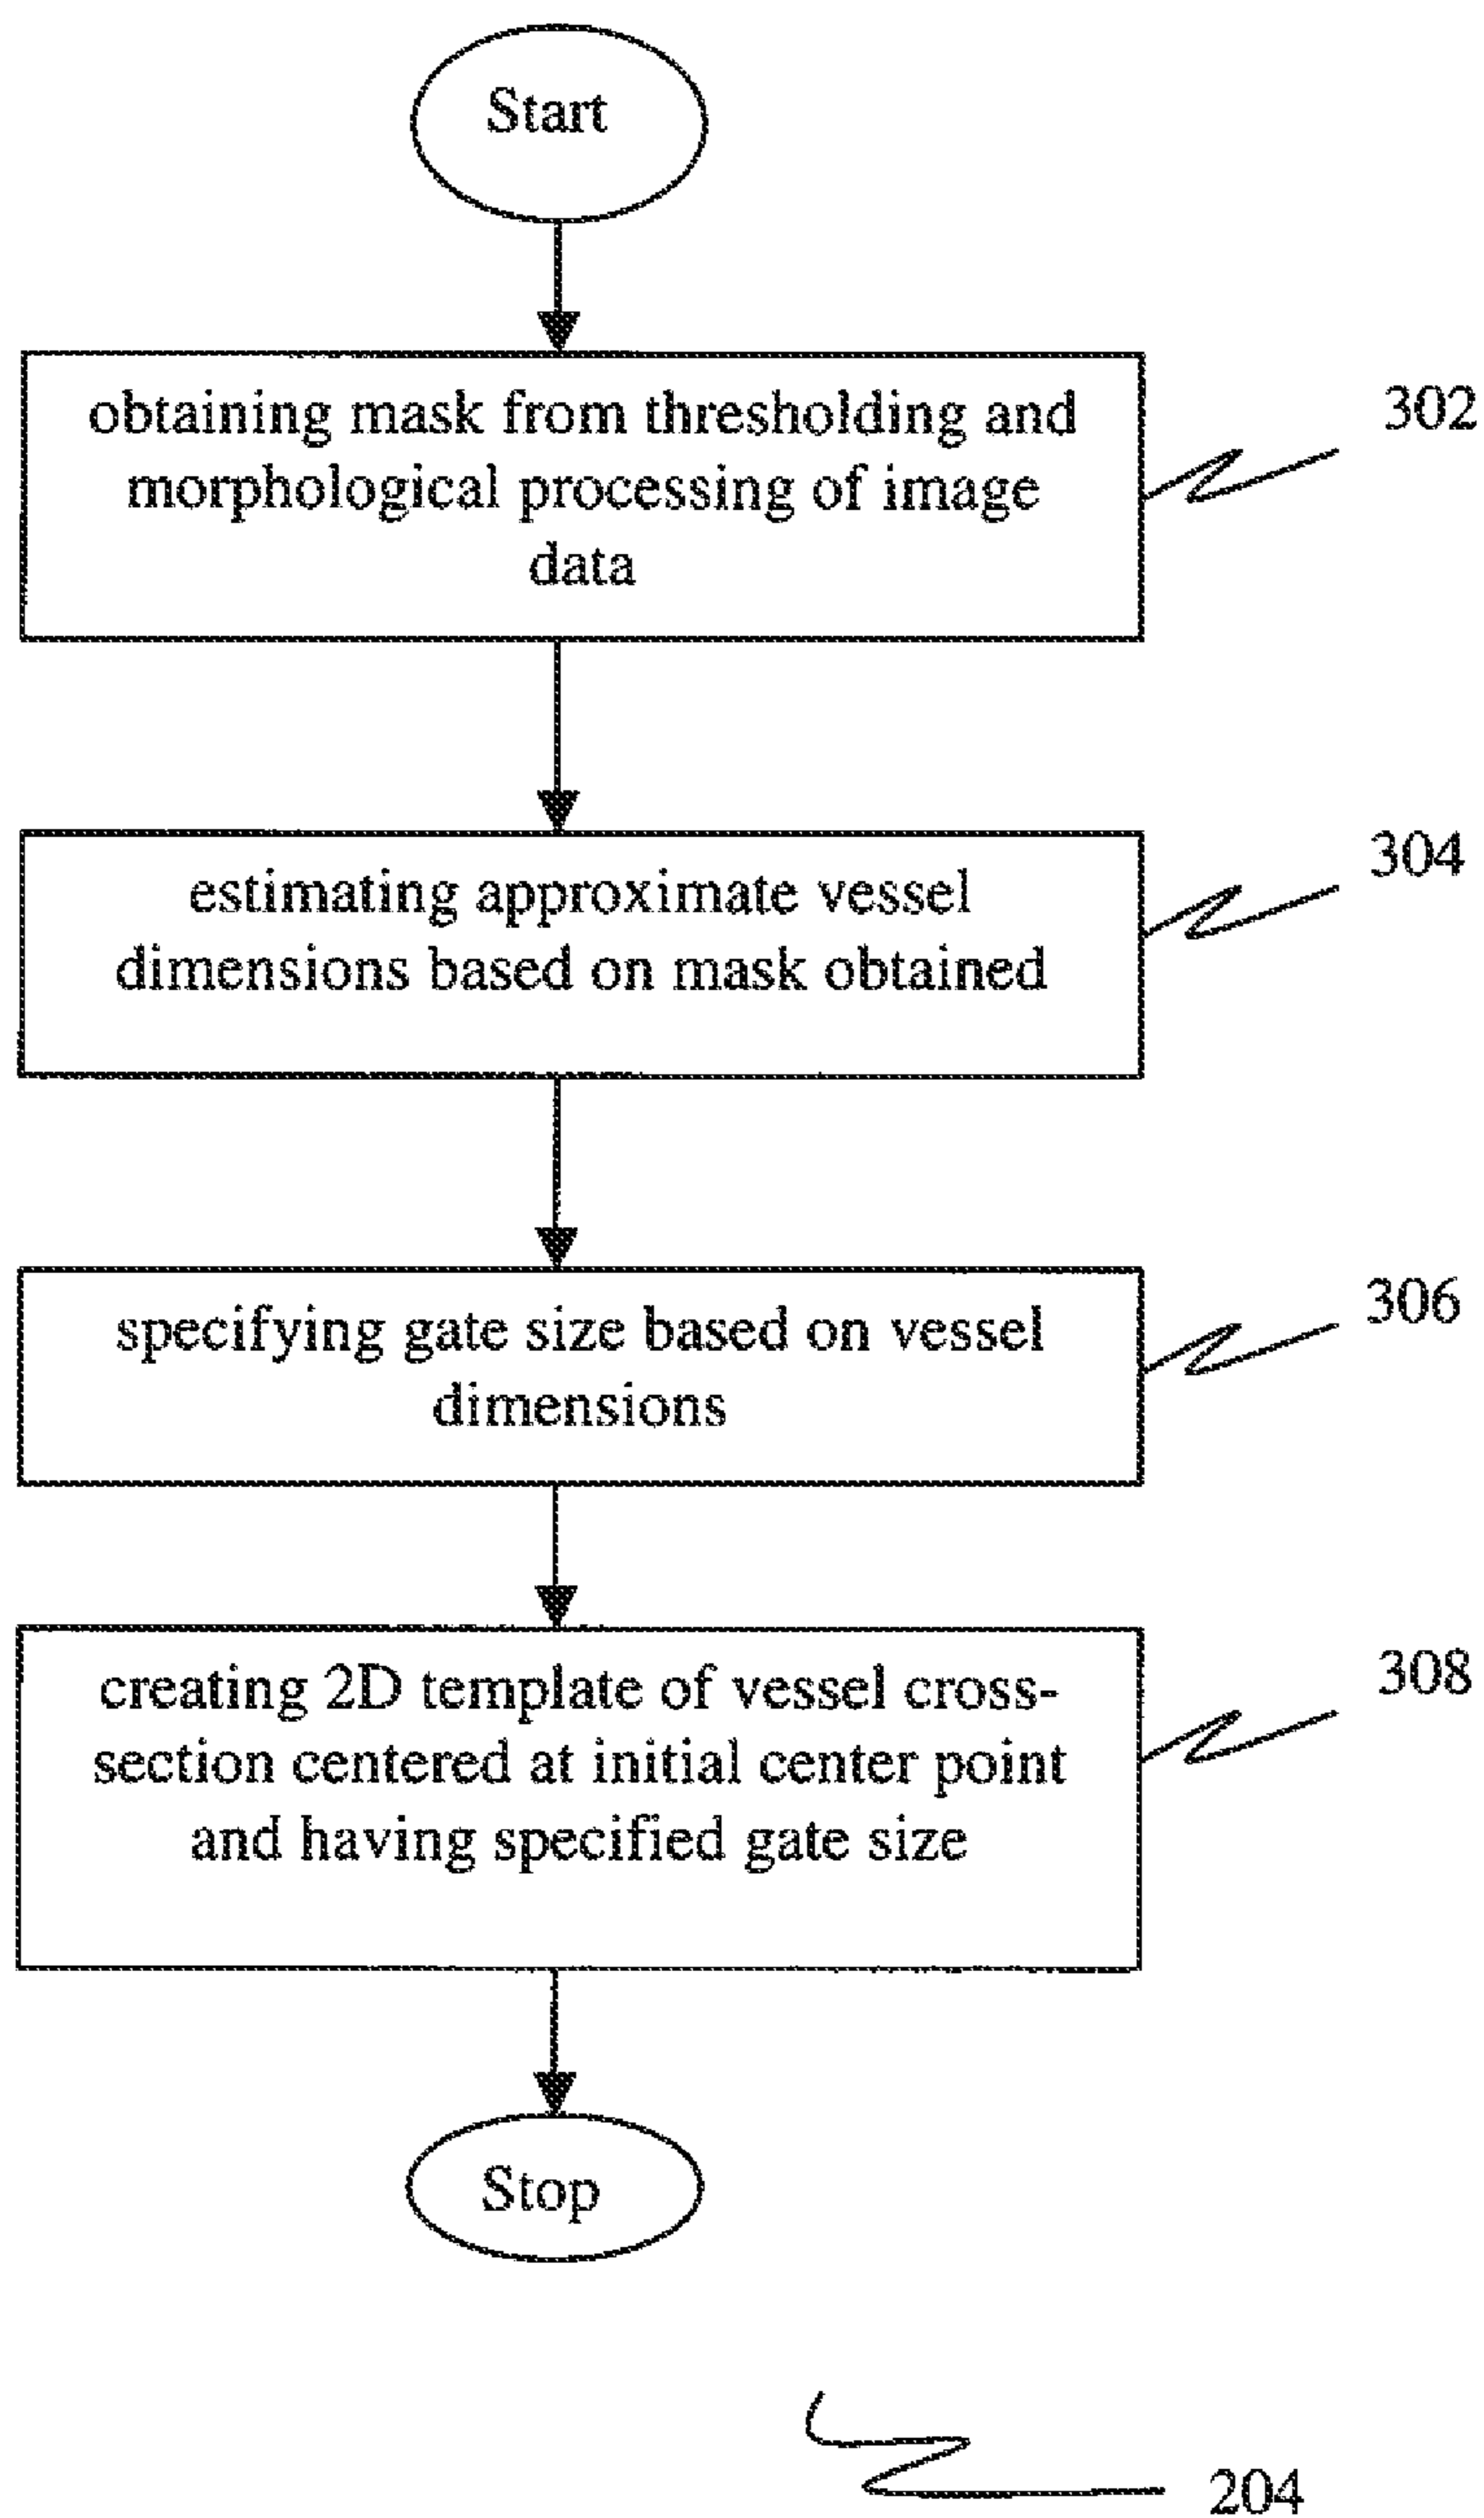 Start
obtaining mask from thresholding and
morphological processing of image
data
302
estimating approximate vessel
dimensions based on mask obtained
304
specifying gate size based on vessel
dimensions
306
creating 2D template of vessel cross-
section centered at initial center point
and having specified gate size
308
Stop
204